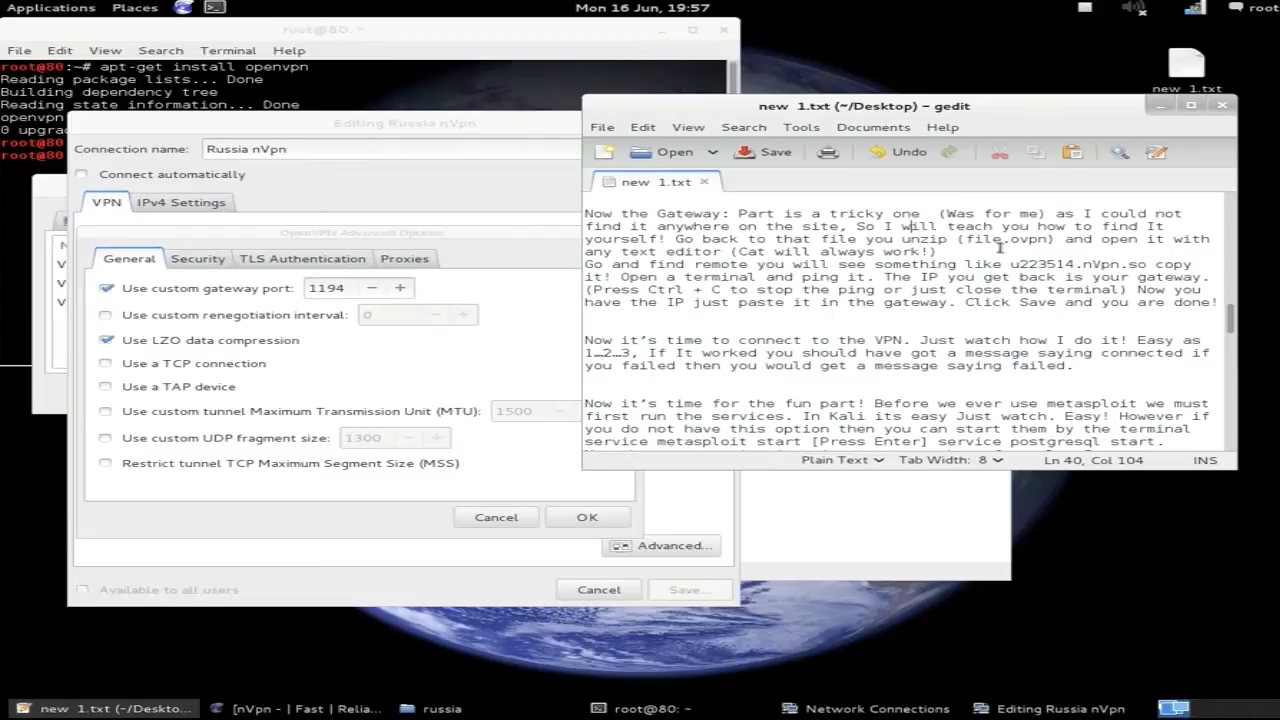 Applications Places Mon 16 Jun, 19:57 root
root@80: ~
File Edit View Search Terminal Help
root@80:~# apt-get install openvpn
Reading package lists... Done
Building dependency tree
Reading state information... Done
openvpn
0 upgrad
root@80
root@80
new 1.txt
Editing Russia nVpn
Connection name: Russia nVpn
Connect automatically
VPN IPv4 Settings
OpenVPN Advanced Options
General Security TLS Authentication Proxies
Use custom gateway port: 1194 − +
Use custom renegotiation interval: 0 − +
Use LZO data compression
Use a TCP connection
Use a TAP device
Use custom tunnel Maximum Transmission Unit (MTU): 1500 −
Use custom UDP fragment size: 1300 − +
Restrict tunnel TCP Maximum Segment Size (MSS)
Cancel OK
Advanced...
Available to all users Cancel Save...
new 1.txt (~/Desktop) – gedit
File Edit View Search Tools Documents Help
Open Save Undo
new 1.txt
Now the Gateway: Part is a tricky one (Was for me) as I could not
find it anywhere on the site, So I will teach you how to find It
yourself! Go back to that file you unzip (file.ovpn) and open it with
any text editor (Cat will always work!)
Go and find remote you will see something like u223514.nVpn.so copy
it! Open a terminal and ping it. The IP you get back is your gateway.
(Press Ctrl + C to stop the ping or just close the terminal) Now you
have the IP just paste it in the gateway. Click Save and you are done!
Now it’s time to connect to the VPN. Just watch how I do it! Easy as
1…2…3, If It worked you should have got a message saying connected if
you failed then you would get a message saying failed.
Now it’s time for the fun part! Before we ever use metasploit we must
first run the services. In Kali its easy Just watch. Easy! However if
you do not have this option then you can start them by the terminal
service metasploit start [Press Enter] service postgresql start.
Plain Text Tab Width: 8 Ln 40, Col 104 INS
new 1.txt (~/Deskto... [nVpn - | Fast | Relia... russia root@80: ~ Network Connections Editing Russia nVpn